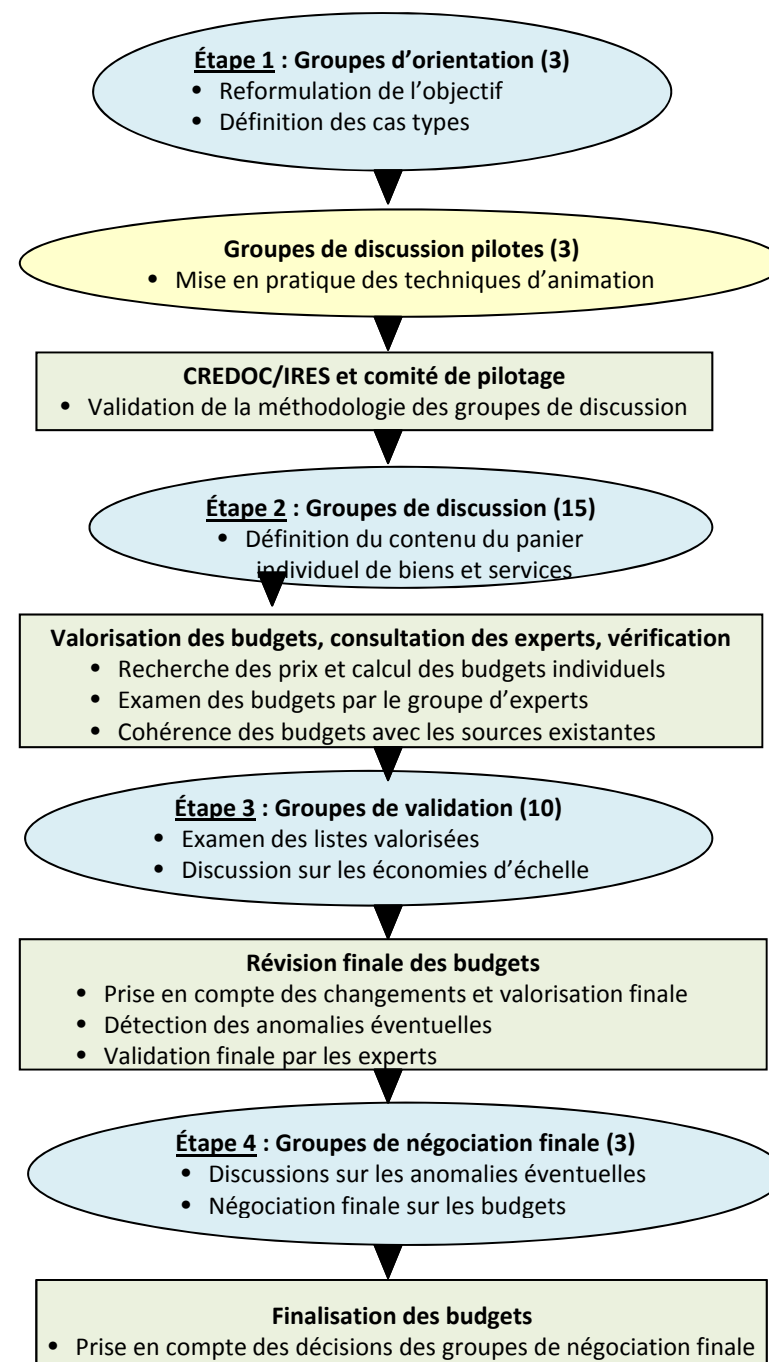 Étape 1 : Groupes d’orientation (3)
• Reformulation de l’objectif
• Définition des cas types
Groupes de discussion pilotes (3)
• Mise en pratique des techniques d’animation
CREDOC/IRES et comité de pilotage
• Validation de la méthodologie des groupes de discussion
Étape 2 : Groupes de discussion (15)
• Définition du contenu du panier
individuel de biens et services
Valorisation des budgets, consultation des experts, vérification
• Recherche des prix et calcul des budgets individuels
• Examen des budgets par le groupe d’experts
• Cohérence des budgets avec les sources existantes
Étape 3 : Groupes de validation (10)
• Examen des listes valorisées
• Discussion sur les économies d’échelle
Révision finale des budgets
• Prise en compte des changements et valorisation finale
• Détection des anomalies éventuelles
• Validation finale par les experts
Étape 4 : Groupes de négociation finale (3)
• Discussions sur les anomalies éventuelles
• Négociation finale sur les budgets
Finalisation des budgets
• Prise en compte des décisions des groupes de négociation finale